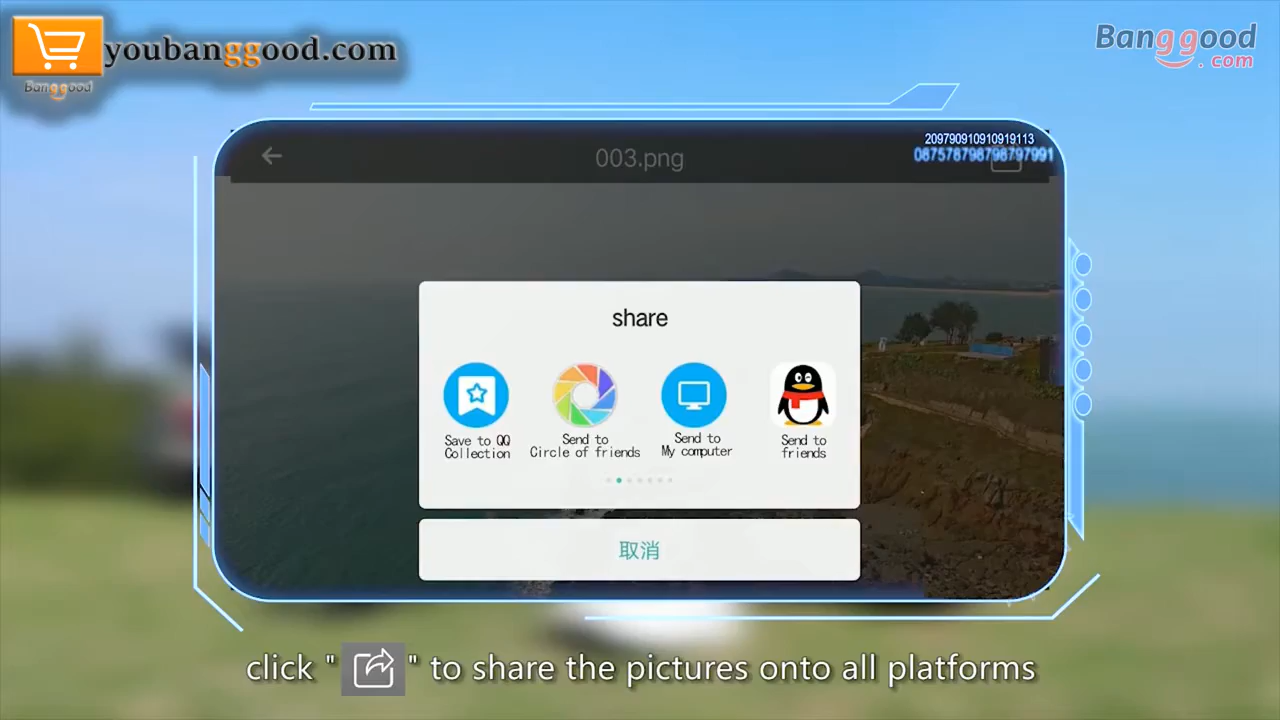 youbanggood.com
Banggood
Banggood
.com
003.png
209790910910919113
087578798798797991
share
Save to QQ
Collection
Send to
Circle of friends
Send to
My computer
Send to
friends
取消
click " " to share the pictures onto all platforms